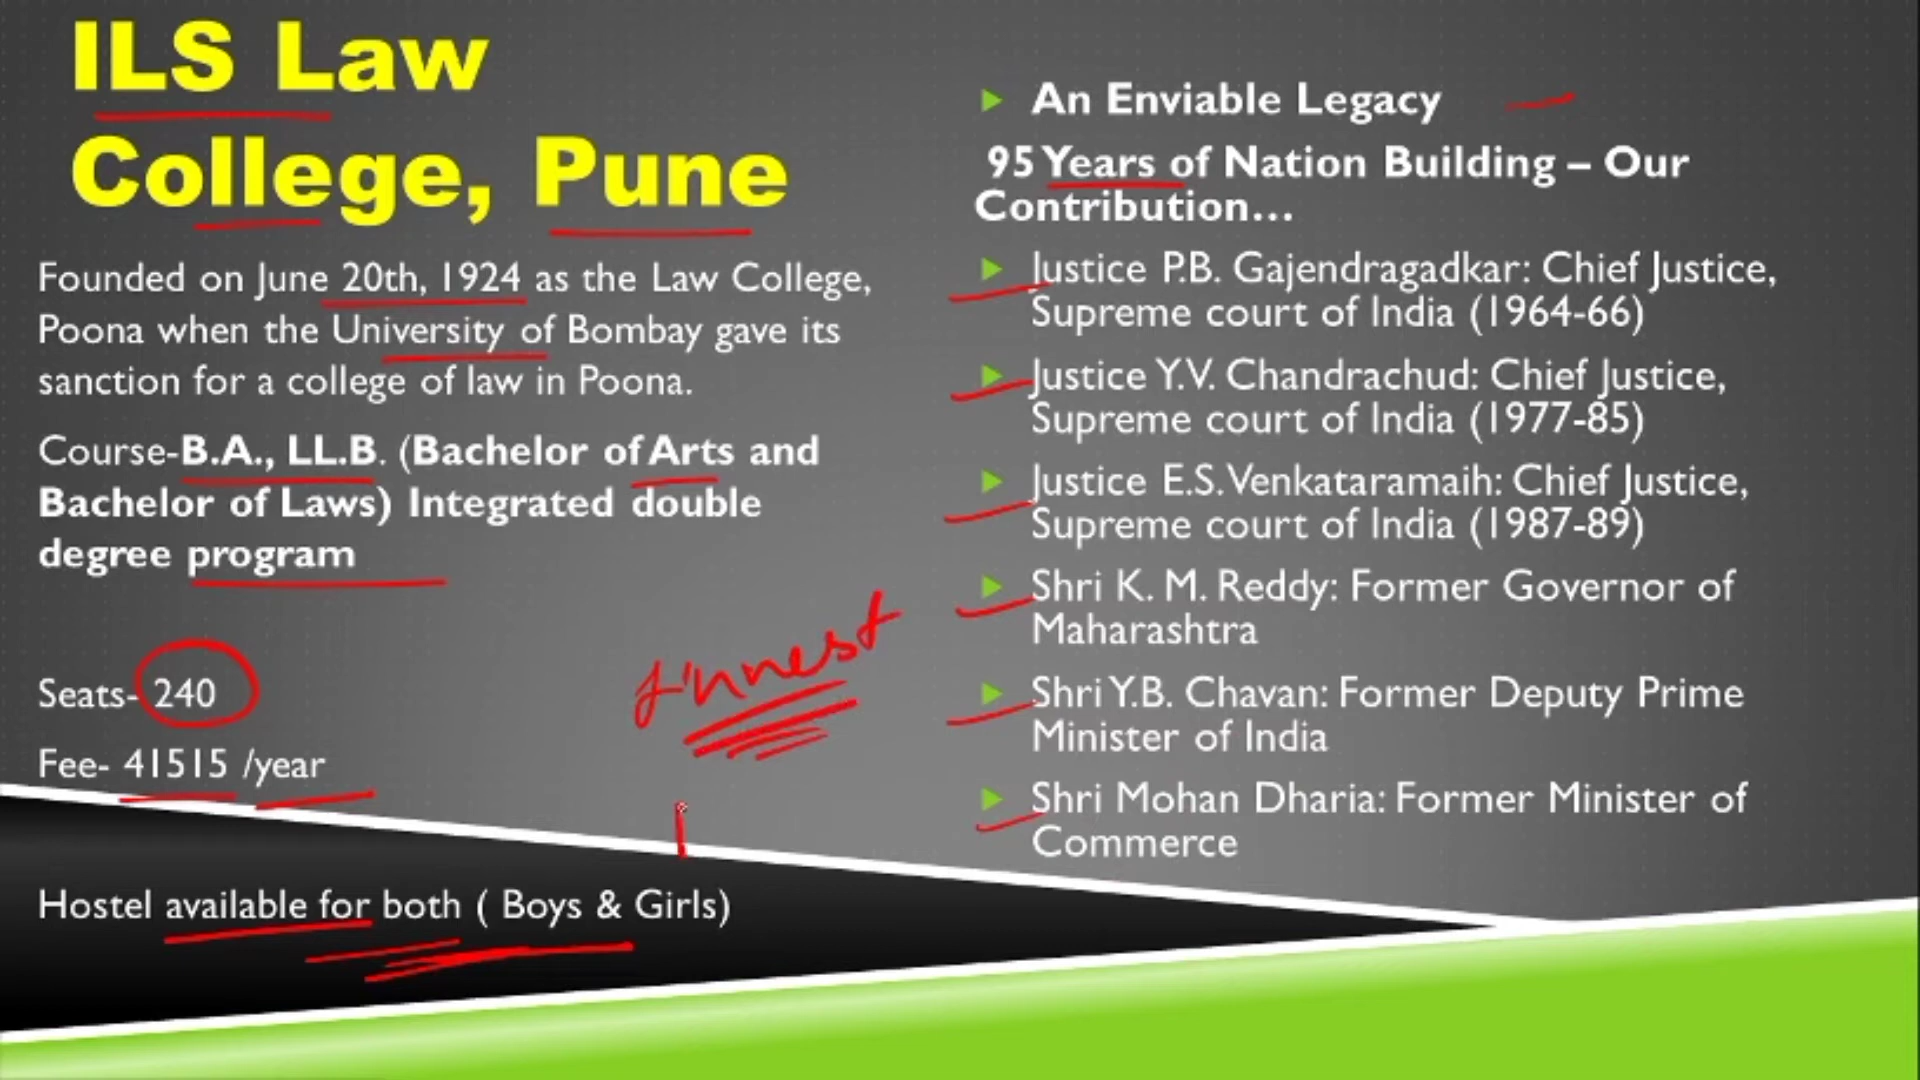 ILS Law
College, Pune
Founded on June 20th, 1924 as the Law College,
Poona when the University of Bombay gave its
sanction for a college of law in Poona.
Course-B.A., LL.B. (Bachelor of Arts and
Bachelor of Laws) Integrated double
degree program
Seats- 240
Fee- 41515 /year
finnest
Hostel available for both ( Boys & Girls)
An Enviable Legacy
95 Years of Nation Building – Our
Contribution…
Justice P.B. Gajendragadkar: Chief Justice,
Supreme court of India (1964-66)
Justice Y.V. Chandrachud: Chief Justice,
Supreme court of India (1977-85)
Justice E.S. Venkataramaih: Chief Justice,
Supreme court of India (1987-89)
Shri K. M. Reddy: Former Governor of
Maharashtra
Shri Y.B. Chavan: Former Deputy Prime
Minister of India
Shri Mohan Dharia: Former Minister of
Commerce